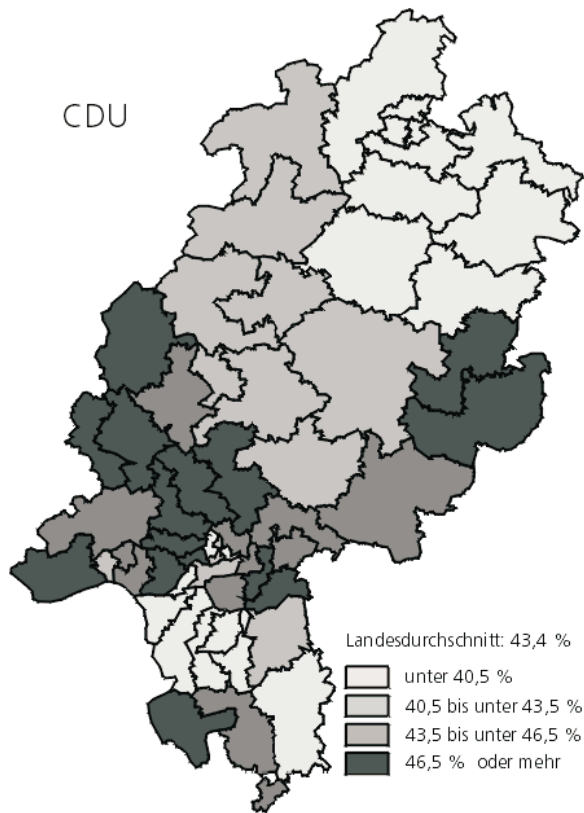 CDU
Landesdurchschnitt: 43,4 %
unter 40,5 %
40,5 bis unter 43,5 %
43,5 bis unter 46,5 %
46,5 % oder mehr